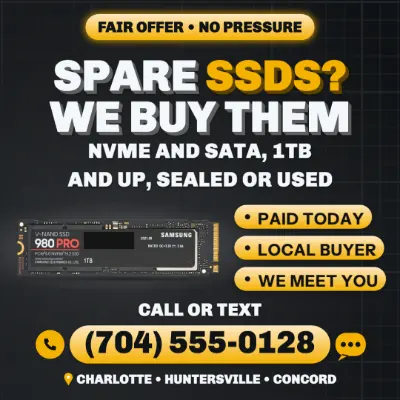 FAIR OFFER • NO PRESSURE
SPARE SSDS?
WE BUY THEM
NVME AND SATA, 1TB
AND UP, SEALED OR USED
V-NAND SSD
980 PRO
SAMSUNG
1TB
• PAID TODAY
• LOCAL BUYER
• WE MEET YOU
CALL OR TEXT
(704) 555-0128
CHARLOTTE • HUNTERSVILLE • CONCORD